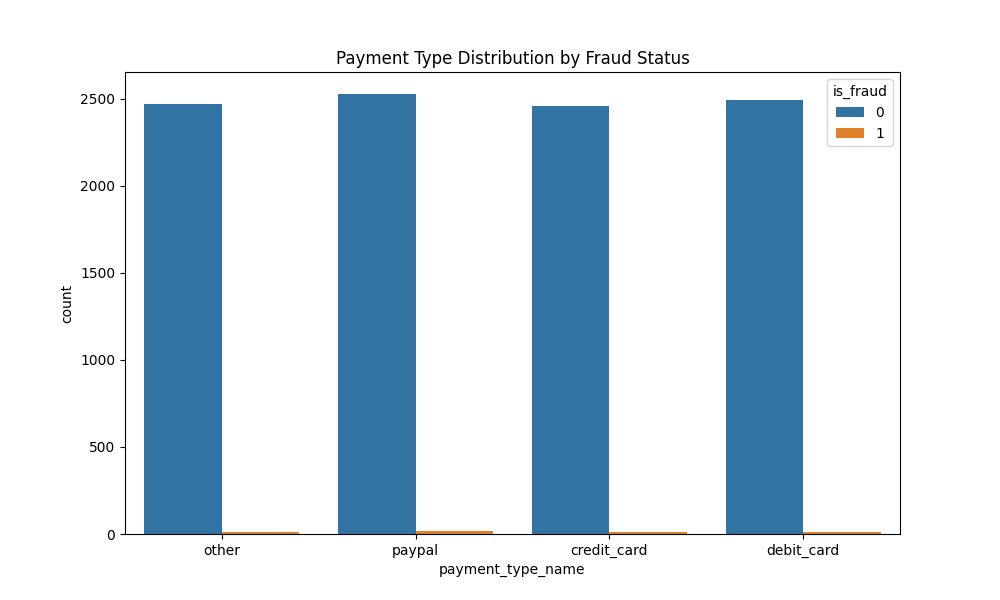 Payment Type Distribution by Fraud Status
is_fraud
0
1
2500
2000
1500
1000
500
0
count
other paypal credit_card debit_card
payment_type_name